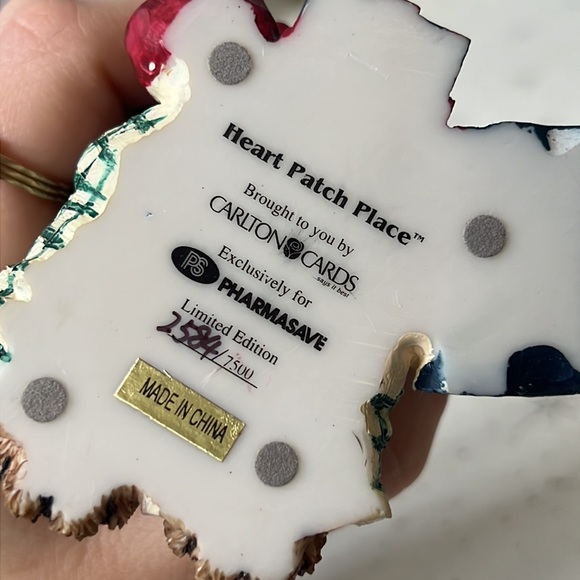 Heart Patch Place™
Brought to you by
CARLTON CARDS
...says it best
PS Exclusively for
PHARMASAVE
Limited Edition
2584/7500
MADE IN CHINA